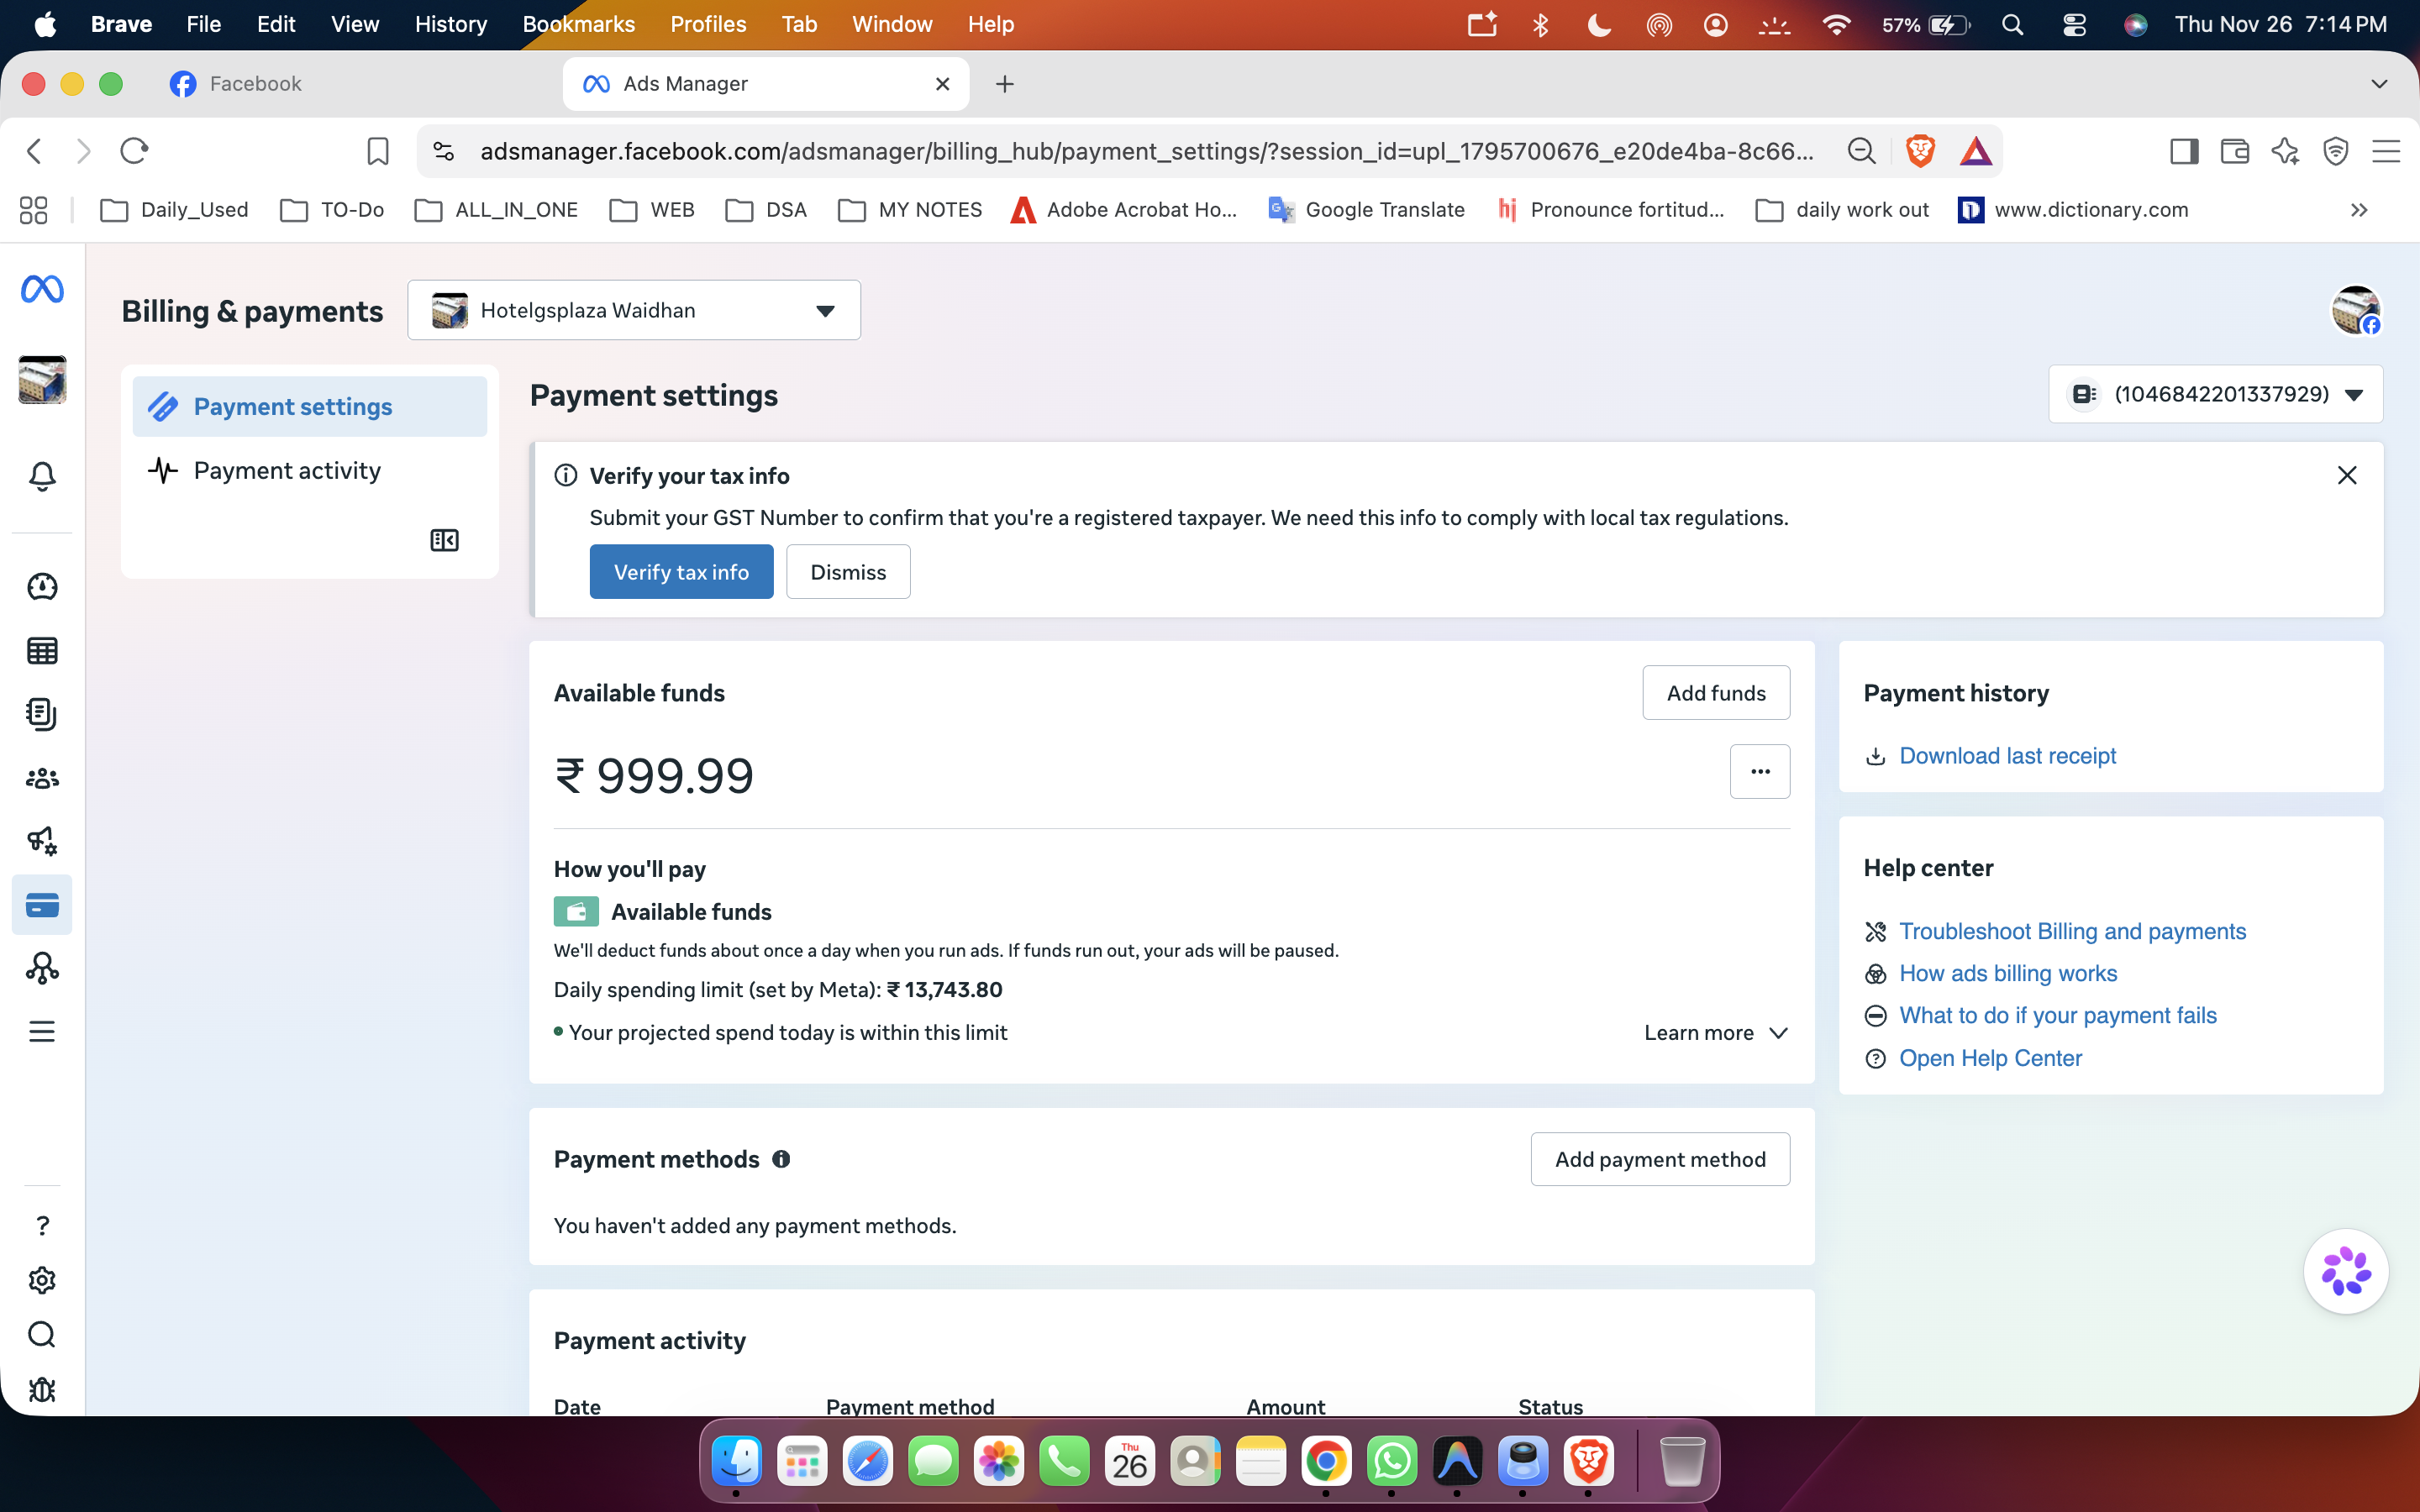 Brave File Edit View History Bookmarks Profiles Tab Window Help 57% Thu Nov 26 7:14 PM
Facebook Ads Manager
adsmanager.facebook.com/adsmanager/billing_hub/payment_settings/?session_id=upl_1795700676_e20de4ba-8c66...
Daily_Used TO-Do ALL_IN_ONE WEB DSA MY NOTES Adobe Acrobat Ho... Google Translate hj Pronounce fortitud... daily work out www.dictionary.com
Billing & payments Hotelgsplaza Waidhan
Payment settings
Payment activity
Payment settings (1046842201337929)
Verify your tax info
Submit your GST Number to confirm that you're a registered taxpayer. We need this info to comply with local tax regulations.
Verify tax info Dismiss
Available funds Add funds
₹ 999.99
How you'll pay
Available funds
We'll deduct funds about once a day when you run ads. If funds run out, your ads will be paused.
Daily spending limit (set by Meta): ₹ 13,743.80
Your projected spend today is within this limit Learn more
Payment methods Add payment method
You haven't added any payment methods.
Payment activity
Date Payment method Amount Status
Payment history
Download last receipt
Help center
Troubleshoot Billing and payments
How ads billing works
What to do if your payment fails
Open Help Center
Thu
26